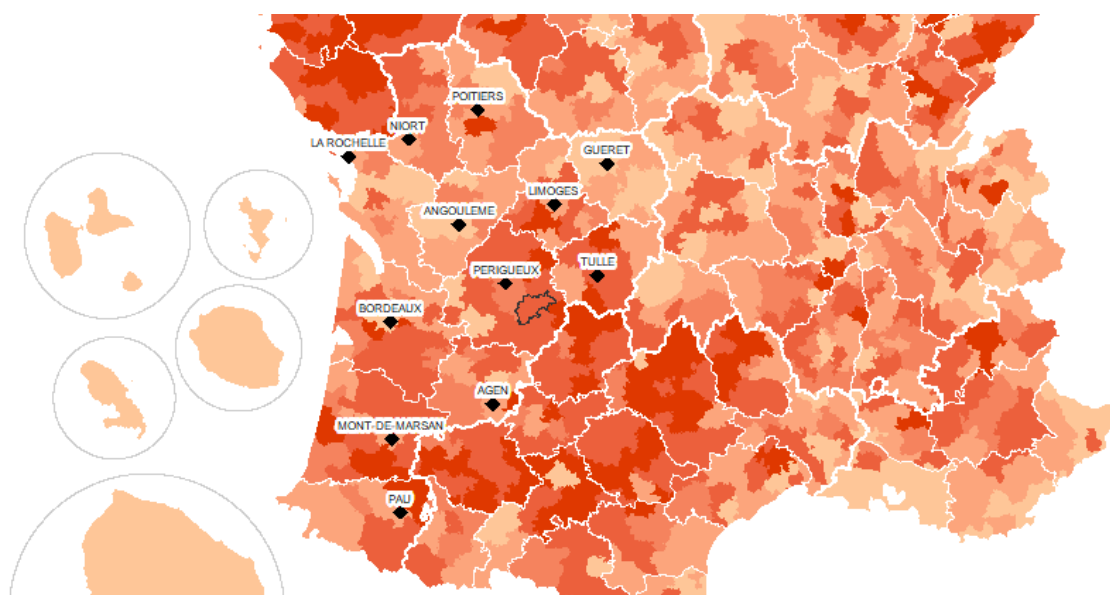 POITIERS
NIORT
LA ROCHELLE
GUERET
LIMOGES
ANGOULEME
TULLE
PERIGUEUX
BORDEAUX
AGEN
MONT-DE-MARSAN
PAU